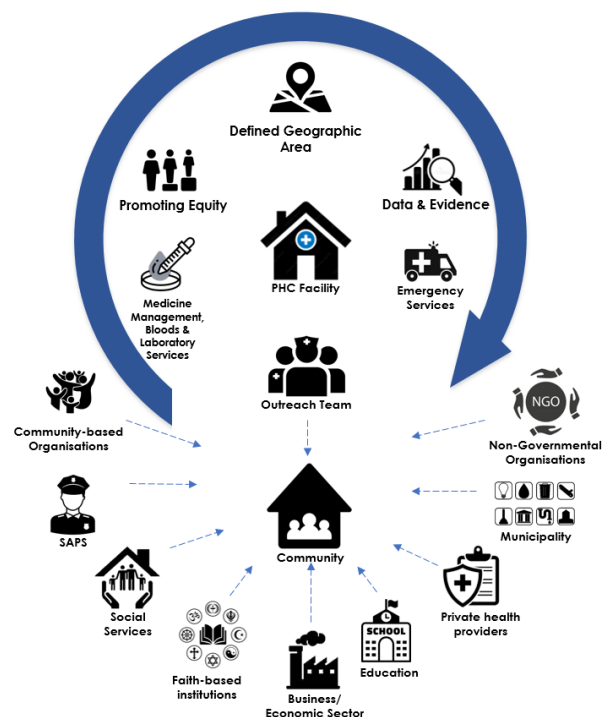 Defined Geographic
Area
Promoting Equity
Data & Evidence
PHC Facility
Medicine
Management,
Bloods &
Laboratory
Services
Emergency
Services
Outreach Team
Community-based
Organisations
NGO
Non-Governmental
Organisations
SAPS
Municipality
Community
Social
Services
Private health
providers
SCHOOL
Education
Faith-based
institutions
Business/
Economic Sector